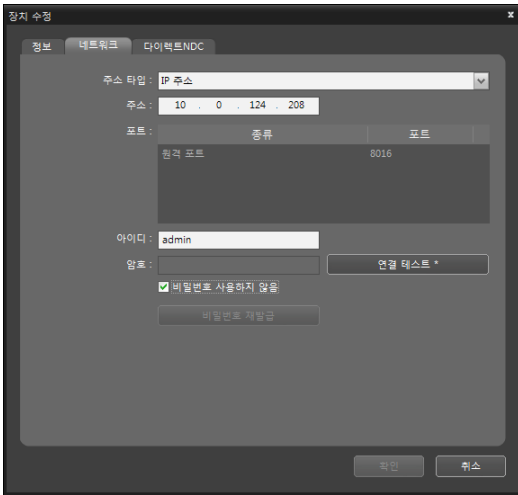 장치 수정 x
정보 네트워크 다이렉트NDC
주소 타입 : IP 주소
주소 : 10 . 0 . 124 . 208
포트 : 종류 포트
원격 포트 8016
아이디 : admin
암호 : 연결 테스트 *
비밀번호 사용하지 않음
비밀번호 재발급
확인 취소